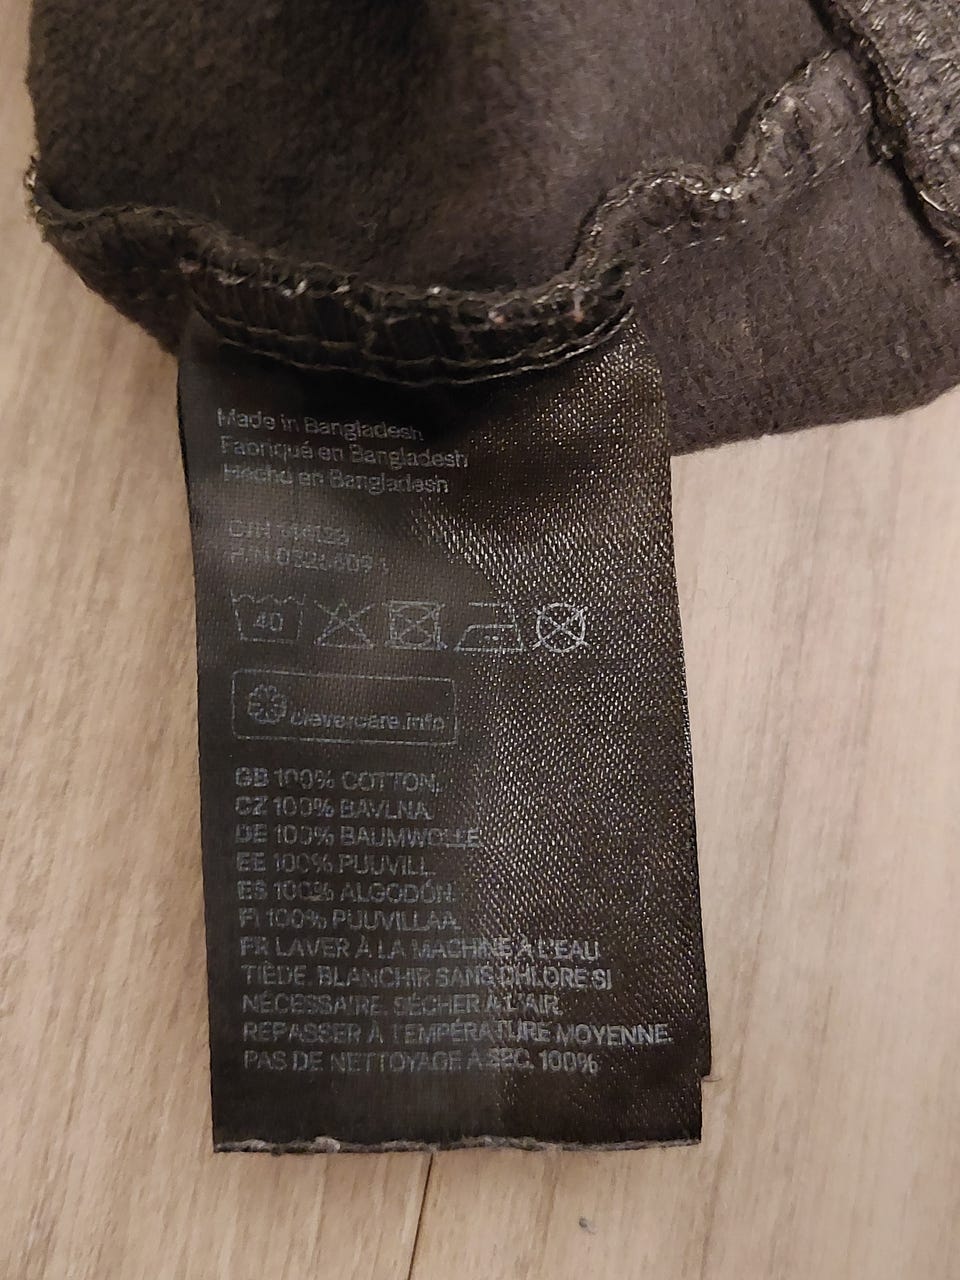 Made in Bangladesh
Fabriqué en Bangladesh
Hecho en Bangladesh
40
clevercare.info
GB 100% COTTON,
CZ 100% BAVLNA.
DE 100% BAUMWOLLE
EE 100% PUUVILL.
ES 100% ALGODÓN.
FI 100% PUUVILLAA.
FR LAVER À LA MACHINE À L'EAU
TIÈDE. BLANCHIR SANS CHLORE SI
NÉCESSAIRE. SÉCHER À L'AIR.
REPASSER À TEMPÉRATURE MOYENNE.
PAS DE NETTOYAGE À SEC. 100%